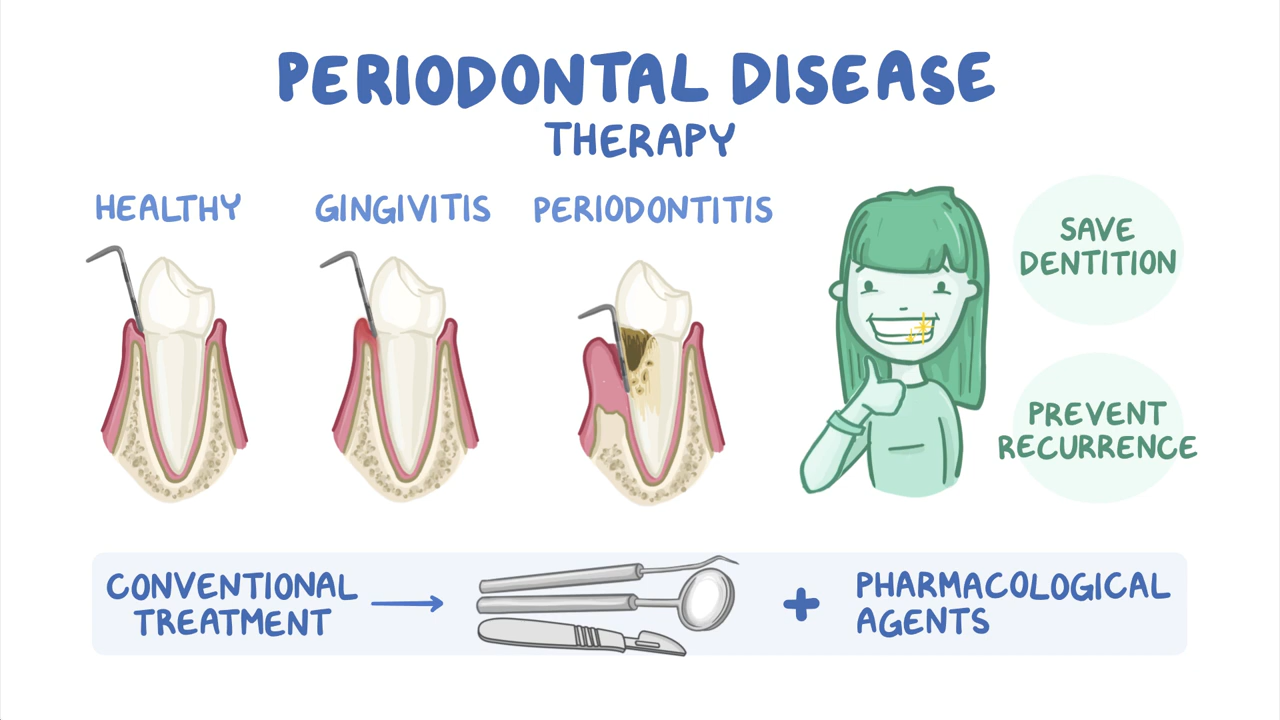 PERIODONTAL DISEASE
THERAPY
HEALTHY
GINGIVITIS
PERIODONTITIS
SAVE
DENTITION
PREVENT
RECURRENCE
CONVENTIONAL
TREATMENT
PHARMACOLOGICAL
AGENTS